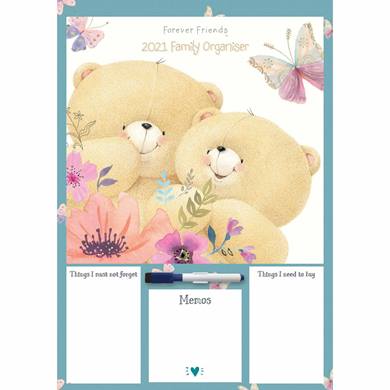 Forever Friends
2021 Family Organiser
Things I must not forget
Memos
Things I need to buy